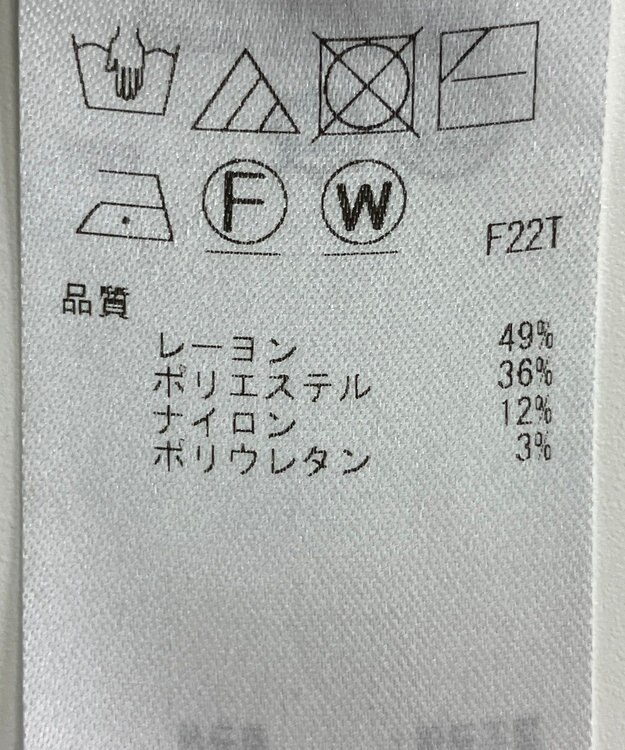 F W F22T
品質
レーヨン 49%
ポリエステル 36%
ナイロン 12%
ポリウレタン 3%